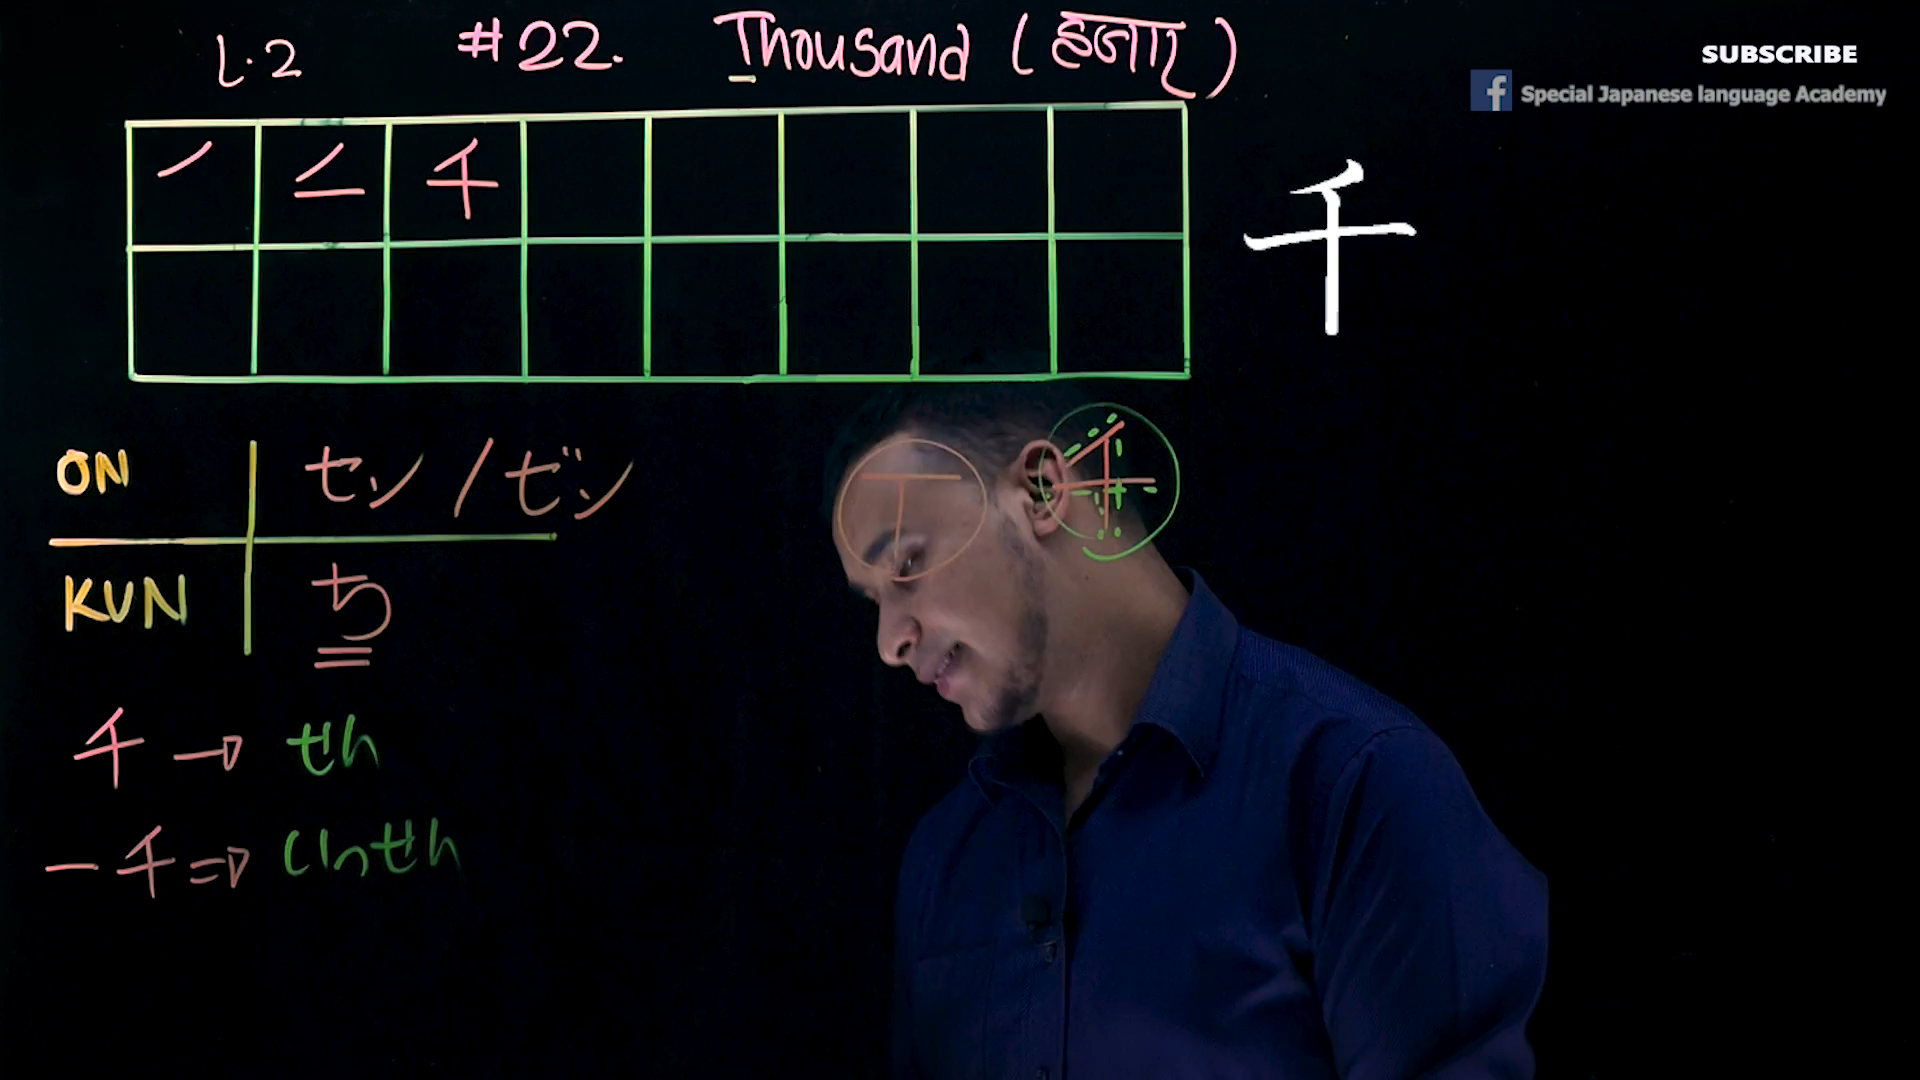 L.2 #22. Thousand (हजार)
SUBSCRIBE
Special Japanese language Academy
ノ 二 千
千
ON セン / ゼン
KUN ち
T 千
千 → せん
一千 ⇒ いっせん